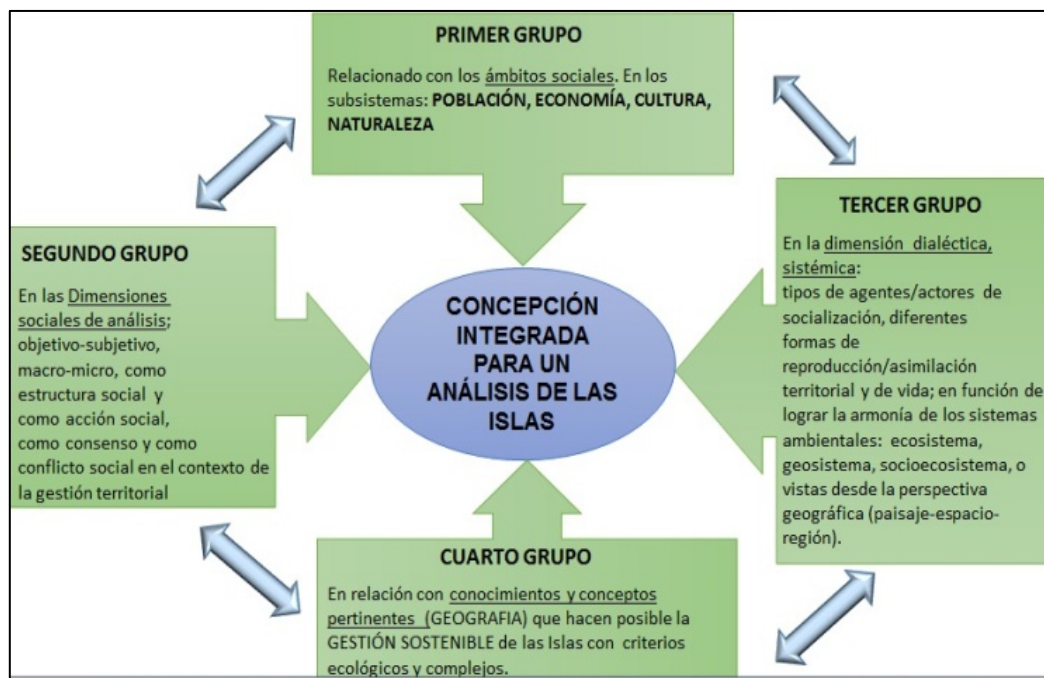 PRIMER GRUPO
Relacionado con los ámbitos sociales. En los
subsistemas: POBLACIÓN, ECONOMÍA, CULTURA,
NATURALEZA
SEGUNDO GRUPO
En las Dimensiones
sociales de análisis;
objetivo-subjetivo,
macro-micro, como
estructura social y
como acción social,
como consenso y como
conflicto social en el contexto de
la gestión territorial
CONCEPCIÓN
INTEGRADA
PARA UN
ANÁLISIS DE LAS
ISLAS
TERCER GRUPO
En la dimensión dialéctica,
sistémica:
tipos de agentes/actores de
socialización, diferentes
formas de
reproducción/asimilación
territorial y de vida; en función de
lograr la armonía de los sistemas
ambientales: ecosistema,
geosistema, socioecosistema, o
vistas desde la perspectiva
geográfica (paisaje-espacio-
región).
CUARTO GRUPO
En relación con conocimientos y conceptos
pertinentes (GEOGRAFIA) que hacen posible la
GESTIÓN SOSTENIBLE de las Islas con criterios
ecológicos y complejos.